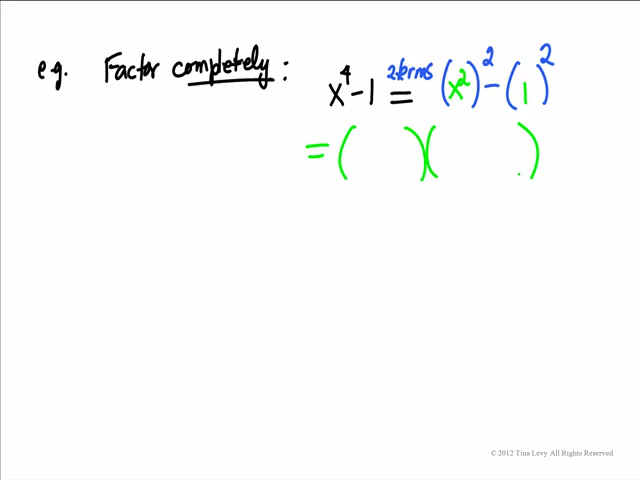 e.g. Factor completely: x⁴-1 = 2 terms (x²)² - (1)²
= (    )(    )
© 2012 Tina Levy All Rights Reserved